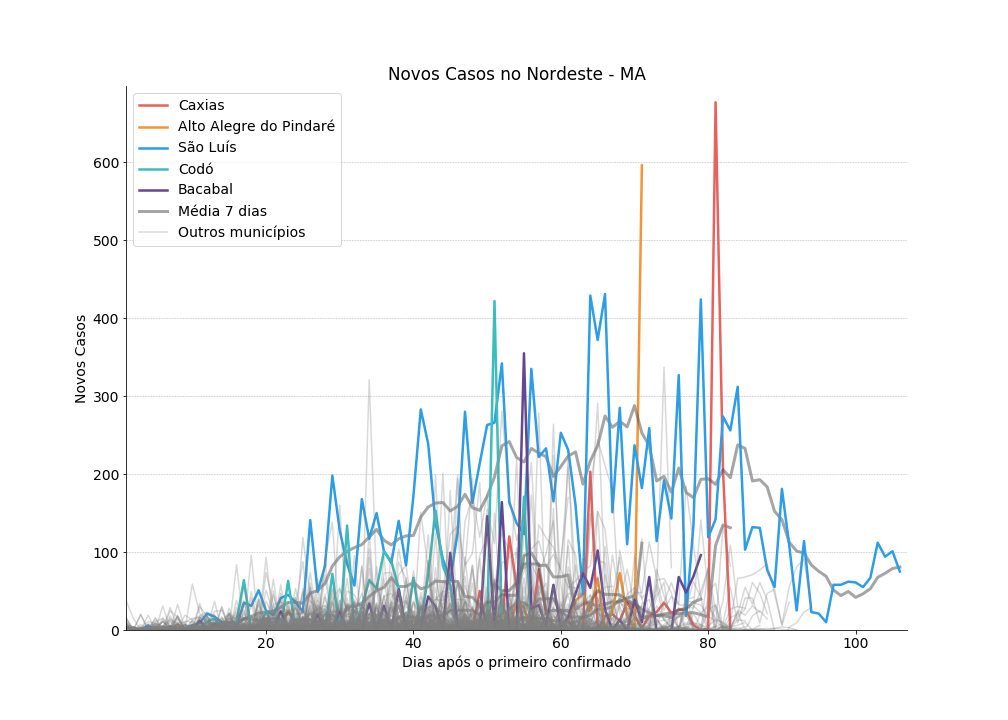 Novos Casos no Nordeste - MA
Caxias
Alto Alegre do Pindaré
São Luís
Codó
Bacabal
Média 7 dias
Outros municípios
600
500
400
300
200
100
0
Novos Casos
20 40 60 80 100
Dias após o primeiro confirmado